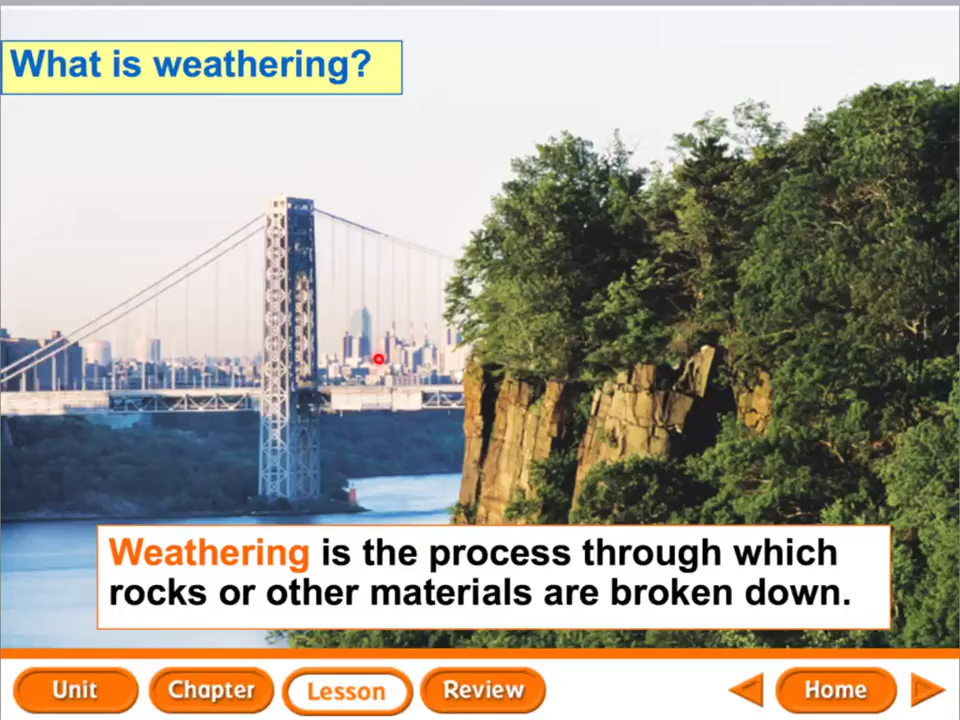 What is weathering?
Weathering is the process through which
rocks or other materials are broken down.
Unit
Chapter
Lesson
Review
Home